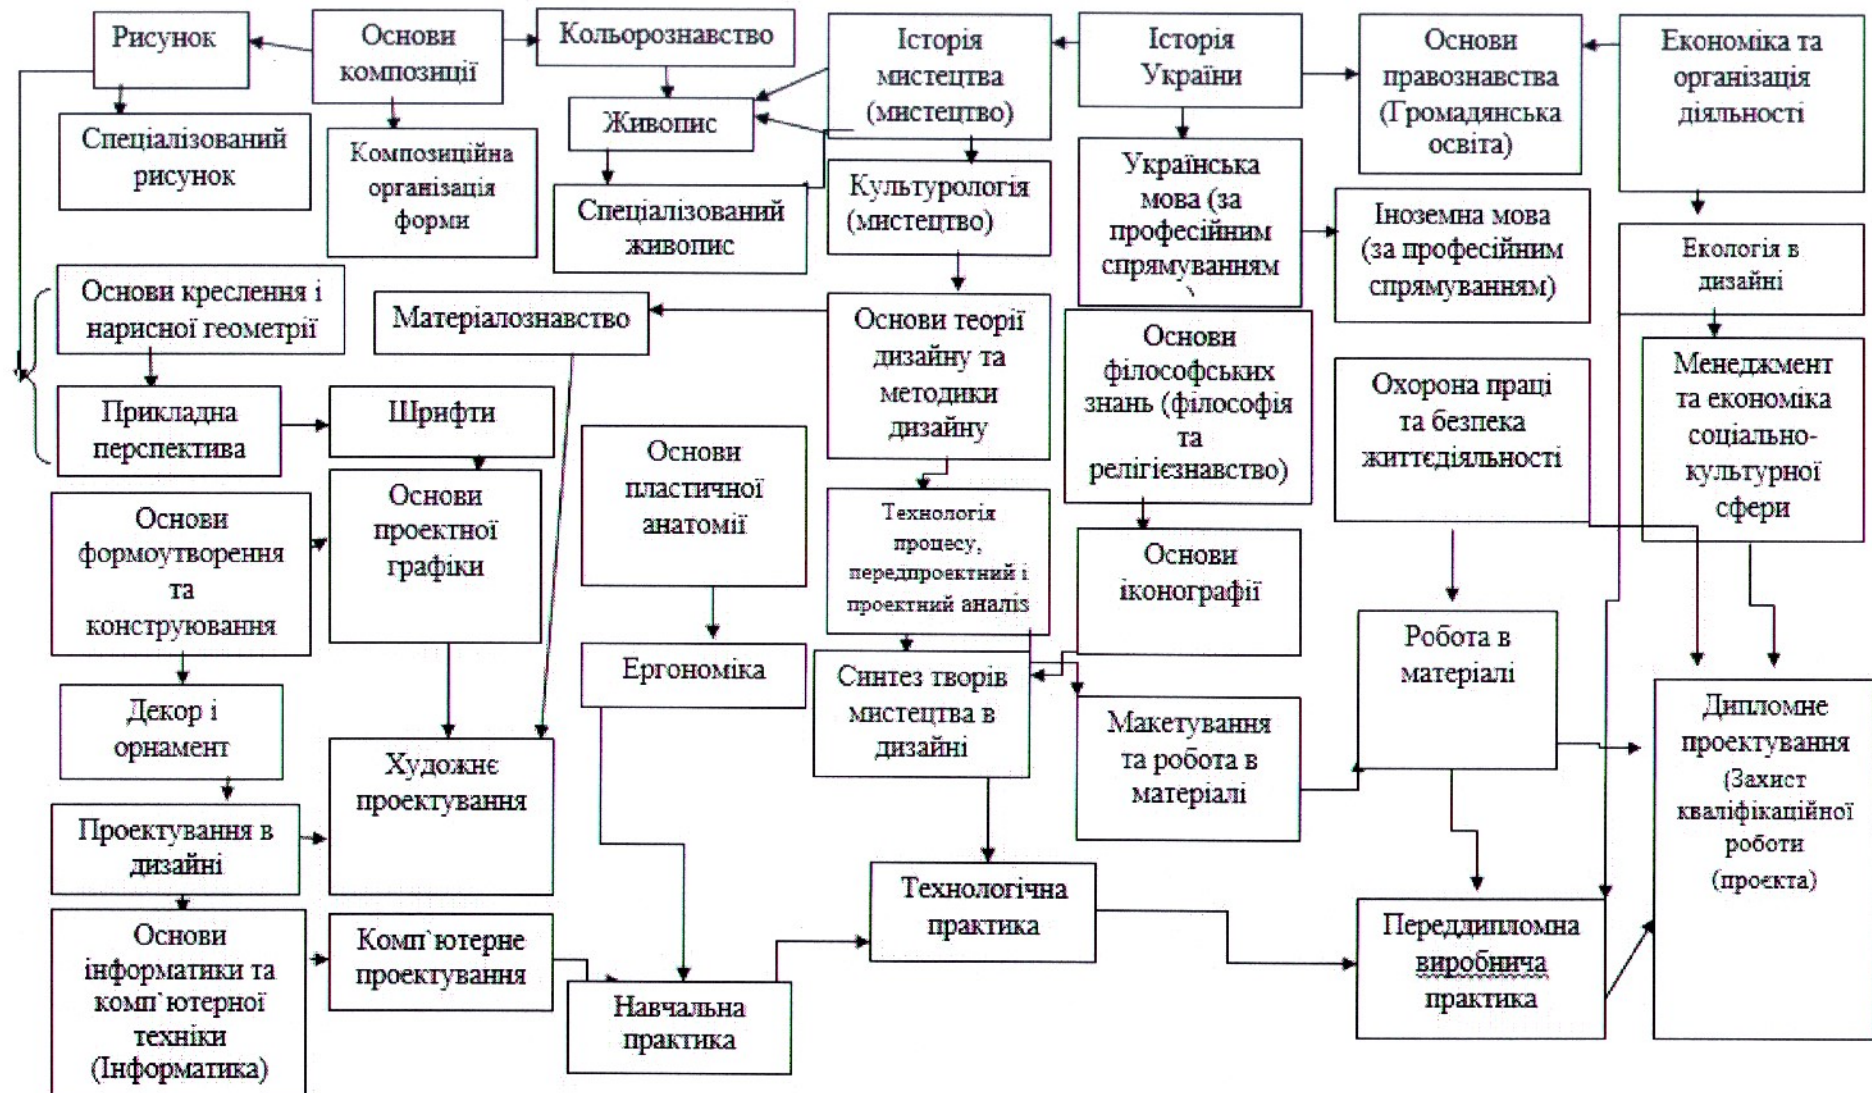 Рисунок
Основи
композиції
Кольорознавство
Історія
мистецтва
(мистецтво)
Історія
України
Основи
правознавства
(Громадянська
освіта)
Економіка та
організація
діяльності
Спеціалізований
рисунок
Композиційна
організація
форми
Живопис
Спеціалізований
живопис
Культурологія
(мистецтво)
Українська
мова (за
професійним
спрямуванням
Іноземна мова
(за професійним
спрямуванням)
Екологія в
дизайні
Основи креслення і
нарисної геометрії
Матеріалознавство
Основи теорії
дизайну та
методики
дизайну
Основи
філософських
знань (філософія
та
релігієзнавство)
Охорона праці
та безпека
життєдіяльності
Менеджмент
та економіка
соціально-
культурної
сфери
Прикладна
перспектива
Шрифти
Основи
пластичної
анатомії
Основи
формоутворення
та
конструювання
Основи
проектної
графіки
Технологія
процесу,
передпроектний і
проектний аналіз
Основи
іконографії
Ергономіка
Синтез творів
мистецтва в
дизайні
Робота в
матеріалі
Декор і
орнамент
Художнє
проектування
Макетування
та робота в
матеріалі
Дипломне
проектування
(Захист
кваліфікаційної
роботи
(проєкта)
Проектування в
дизайні
Технологічна
практика
Переддипломна
виробнича
практика
Основи
інформатики та
комп`ютерної
техніки
(Інформатика)
Комп`ютерне
проектування
Навчальна
практика